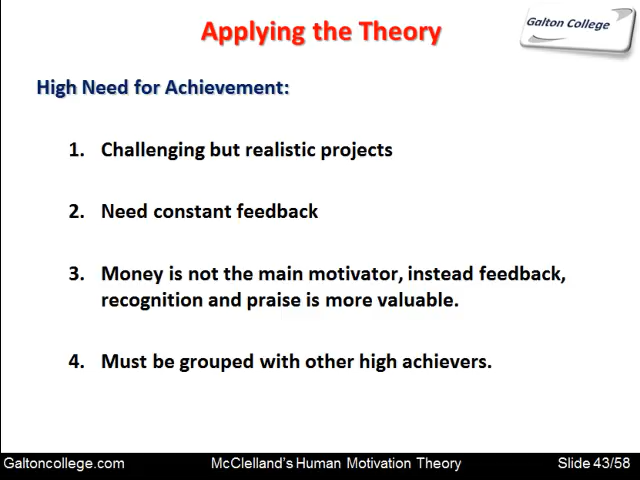 Applying the Theory
Galton College
High Need for Achievement:
1. Challenging but realistic projects
2. Need constant feedback
3. Money is not the main motivator, instead feedback,
recognition and praise is more valuable.
4. Must be grouped with other high achievers.
Galtoncollege.com McClelland's Human Motivation Theory Slide 43/58